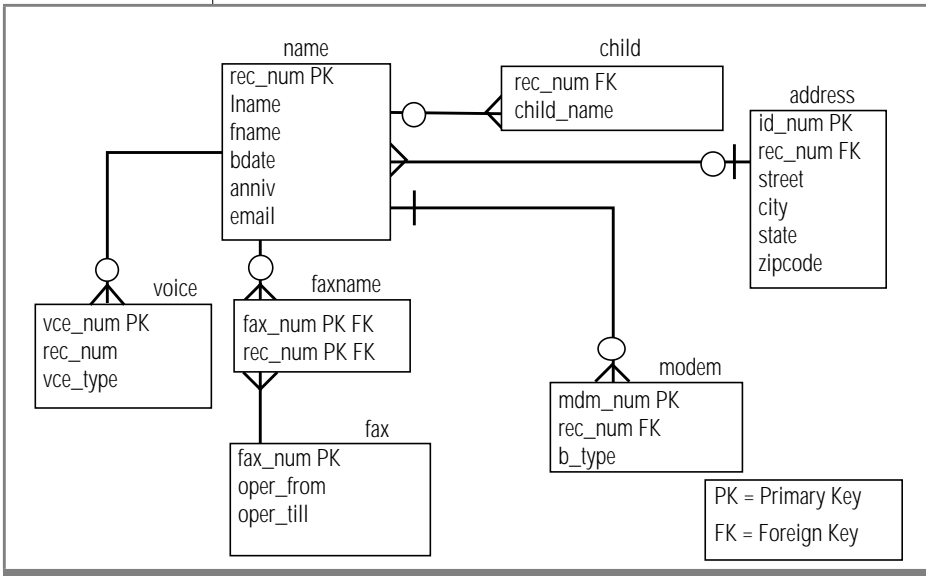 name
rec_num PK
lname
fname
bdate
anniv
email
child
rec_num FK
child_name
address
id_num PK
rec_num FK
street
city
state
zipcode
voice
vce_num PK
rec_num
vce_type
faxname
fax_num PK FK
rec_num PK FK
modem
mdm_num PK
rec_num FK
b_type
fax
fax_num PK
oper_from
oper_till
PK = Primary Key
FK = Foreign Key